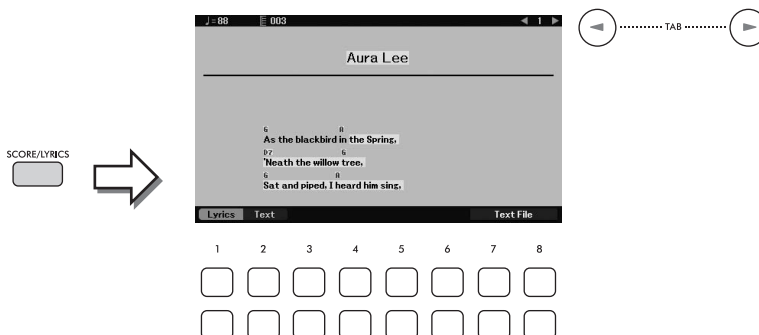 ♩= 88 003 ◀ 1 ▶
TAB
Aura Lee
G A
As the blackbird in the Spring,
D7 G
'Neath the willow tree,
G A
Sat and piped, I heard him sing,
SCORE/LYRICS
Lyrics Text Text File
1 2 3 4 5 6 7 8